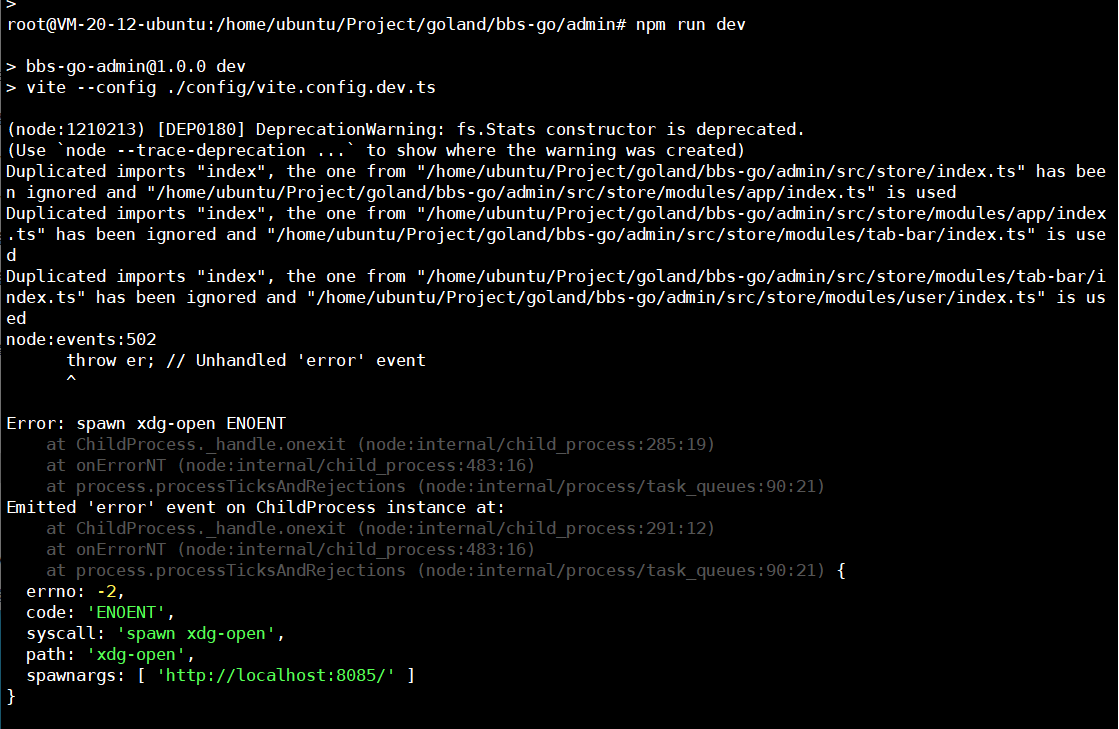 >
root@VM-20-12-ubuntu:/home/ubuntu/Project/goland/bbs-go/admin# npm run dev
> bbs-go-admin@1.0.0 dev
> vite --config ./config/vite.config.dev.ts
(node:1210213) [DEP0180] DeprecationWarning: fs.Stats constructor is deprecated.
(Use `node --trace-deprecation ...` to show where the warning was created)
Duplicated imports "index", the one from "/home/ubuntu/Project/goland/bbs-go/admin/src/store/index.ts" has bee
n ignored and "/home/ubuntu/Project/goland/bbs-go/admin/src/store/modules/app/index.ts" is used
Duplicated imports "index", the one from "/home/ubuntu/Project/goland/bbs-go/admin/src/store/modules/app/index
.ts" has been ignored and "/home/ubuntu/Project/goland/bbs-go/admin/src/store/modules/tab-bar/index.ts" is use
d
Duplicated imports "index", the one from "/home/ubuntu/Project/goland/bbs-go/admin/src/store/modules/tab-bar/i
ndex.ts" has been ignored and "/home/ubuntu/Project/goland/bbs-go/admin/src/store/modules/user/index.ts" is us
ed
node:events:502
      throw er; // Unhandled 'error' event
      ^
Error: spawn xdg-open ENOENT
    at ChildProcess._handle.onexit (node:internal/child_process:285:19)
    at onErrorNT (node:internal/child_process:483:16)
    at process.processTicksAndRejections (node:internal/process/task_queues:90:21)
Emitted 'error' event on ChildProcess instance at:
    at ChildProcess._handle.onexit (node:internal/child_process:291:12)
    at onErrorNT (node:internal/child_process:483:16)
    at process.processTicksAndRejections (node:internal/process/task_queues:90:21) {
  errno: -2,
  code: 'ENOENT',
  syscall: 'spawn xdg-open',
  path: 'xdg-open',
  spawnargs: [ 'http://localhost:8085/' ]
}